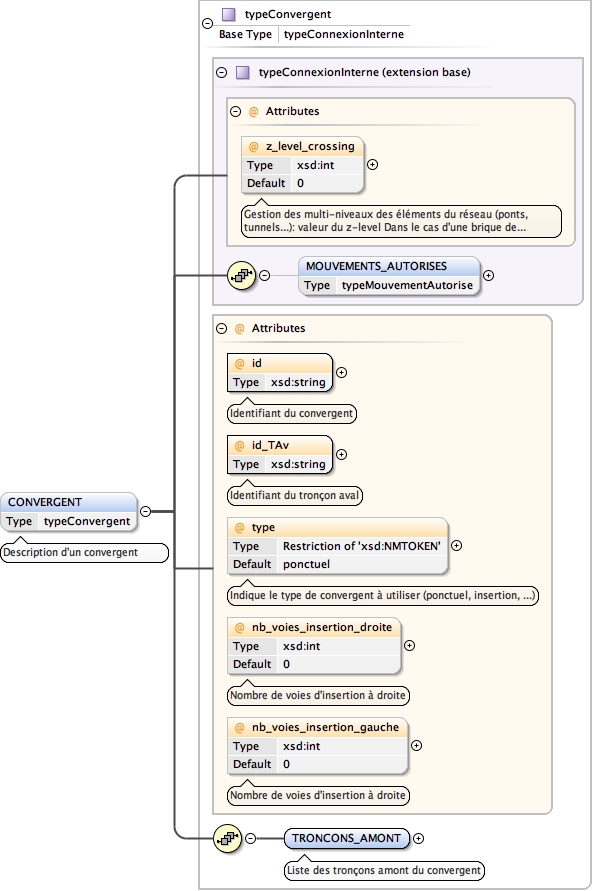 typeConvergent
Base Type typeConnexionInterne
typeConnexionInterne (extension base)
@ Attributes
@ z_level_crossing
Type xsd:int
Default 0
Gestion des multi-niveaux des éléments du réseau (ponts,
tunnels...): valeur du z-level Dans le cas d'une brique de...
MOUVEMENTS_AUTORISES
Type typeMouvementAutorise
@ Attributes
@ id
Type xsd:string
Identifiant du convergent
@ id_TAv
Type xsd:string
Identifiant du tronçon aval
CONVERGENT
Type typeConvergent
Description d'un convergent
@ type
Type Restriction of 'xsd:NMTOKEN'
Default ponctuel
Indique le type de convergent à utiliser (ponctuel, insertion, ...)
@ nb_voies_insertion_droite
Type xsd:int
Default 0
Nombre de voies d'insertion à droite
@ nb_voies_insertion_gauche
Type xsd:int
Default 0
Nombre de voies d'insertion à droite
TRONCONS_AMONT
Liste des tronçons amont du convergent